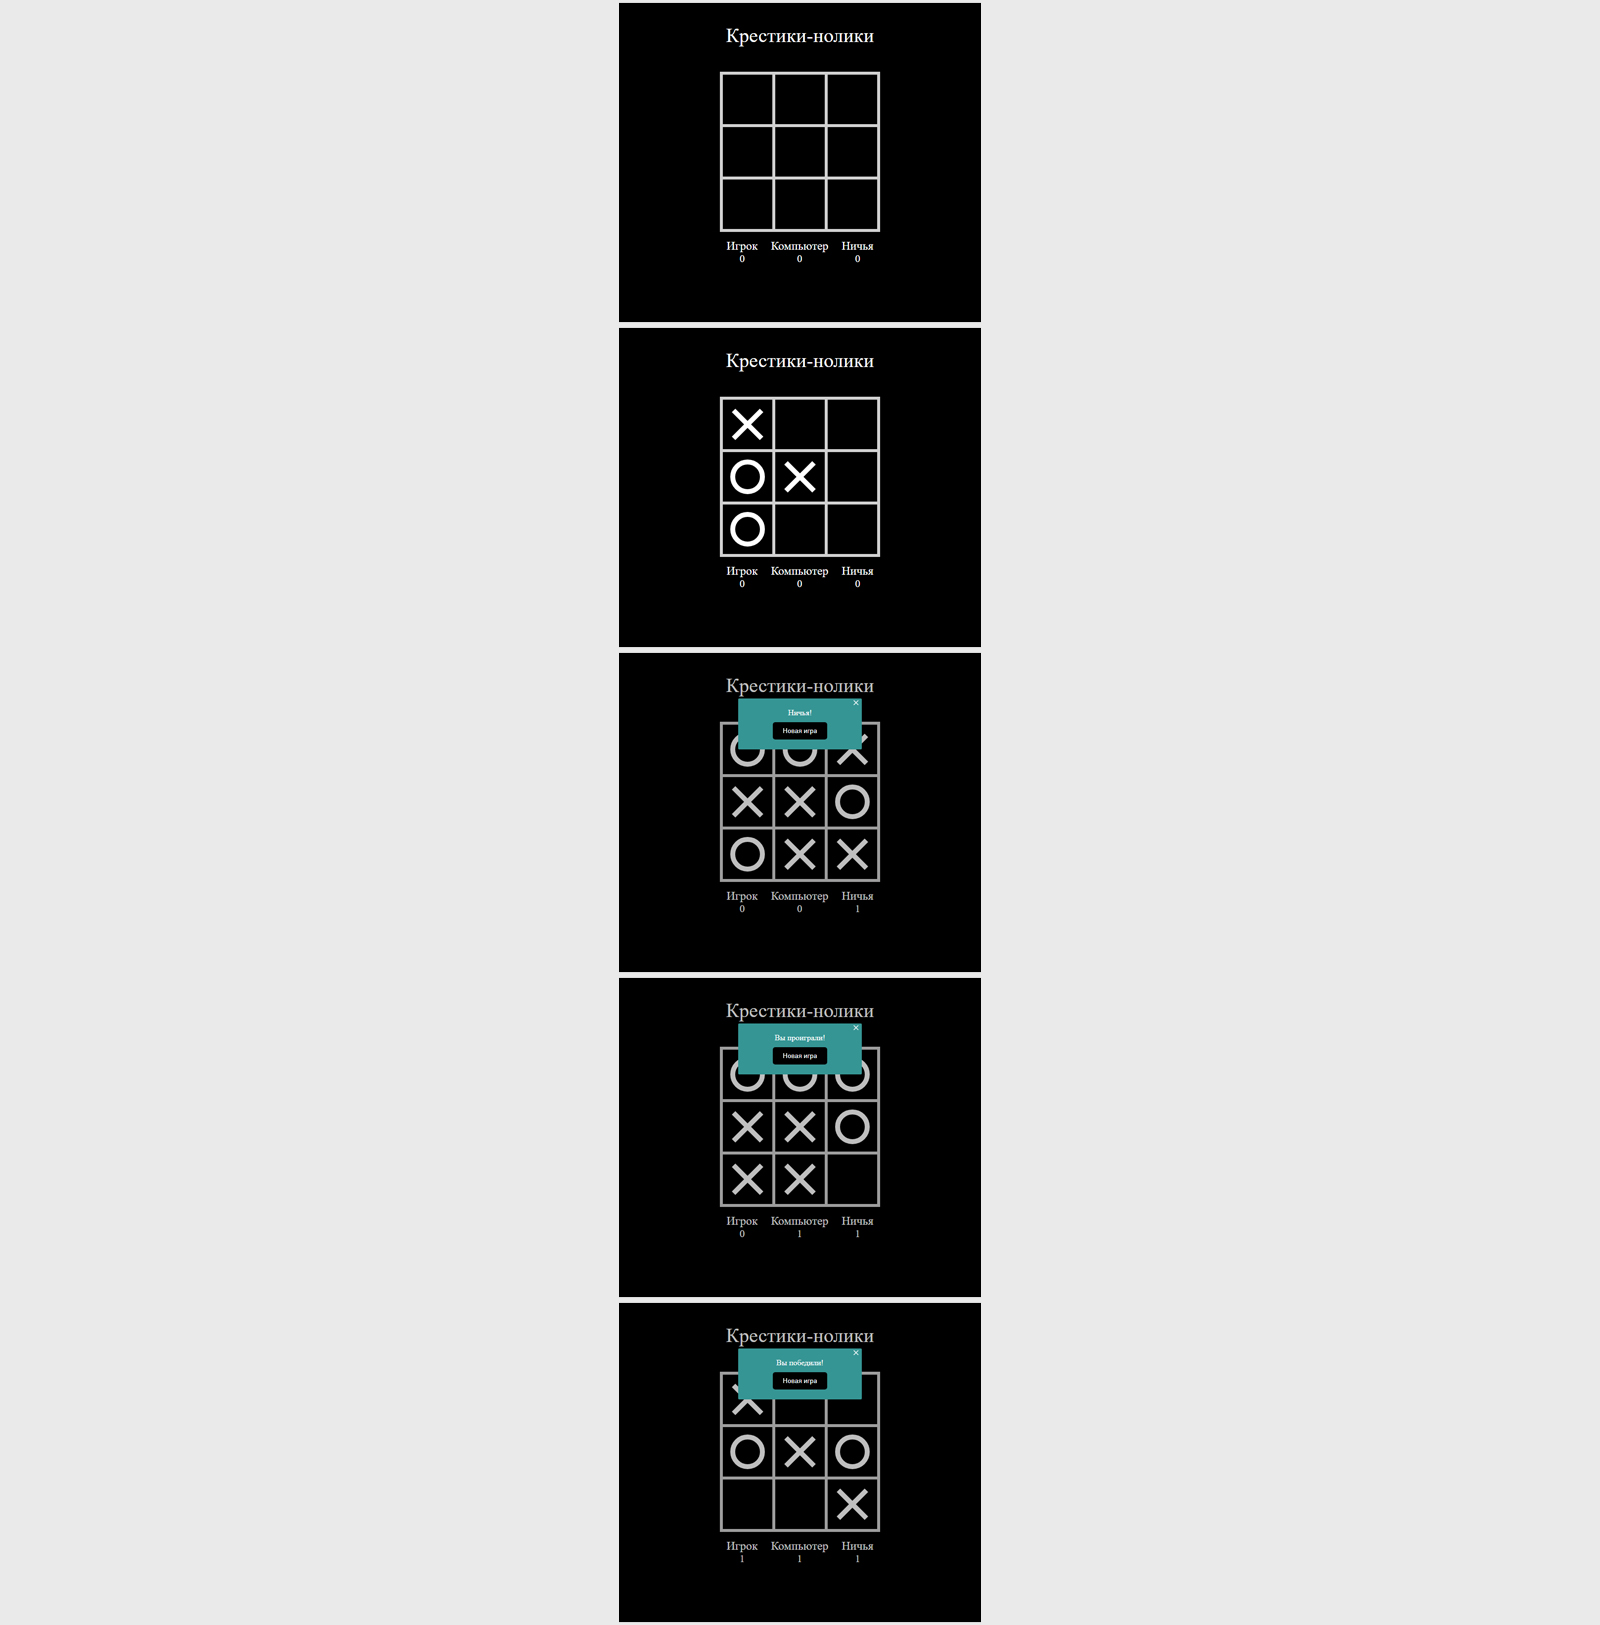 Крестики-нолики
Игрок Компьютер Ничья
0 0 0
Крестики-нолики
Игрок Компьютер Ничья
0 0 0
Крестики-нолики
Ничья!
Новая игра
Игрок Компьютер Ничья
0 0 1
Крестики-нолики
Вы проиграли!
Новая игра
Игрок Компьютер Ничья
0 1 1
Крестики-нолики
Вы победили!
Новая игра
Игрок Компьютер Ничья
1 1 1